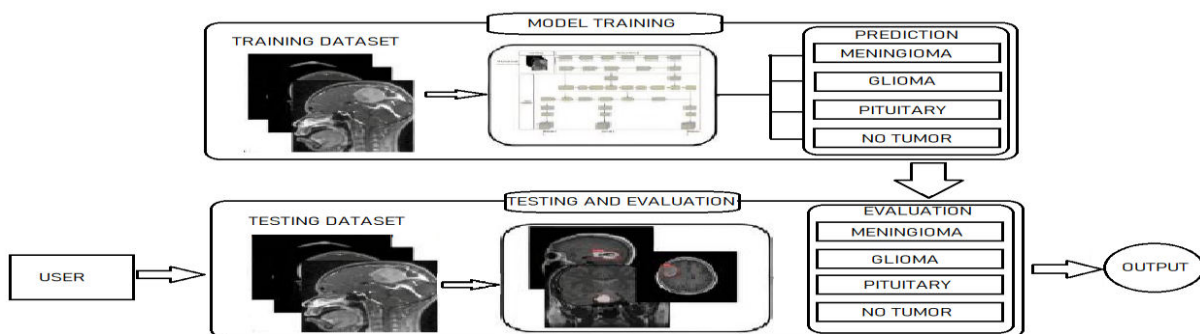 MODEL TRAINING
TRAINING DATASET
PREDICTION
MENINGIOMA
GLIOMA
PITUITARY
NO TUMOR
TESTING AND EVALUATION
TESTING DATASET
EVALUATION
MENINGIOMA
GLIOMA
PITUITARY
NO TUMOR
USER
OUTPUT